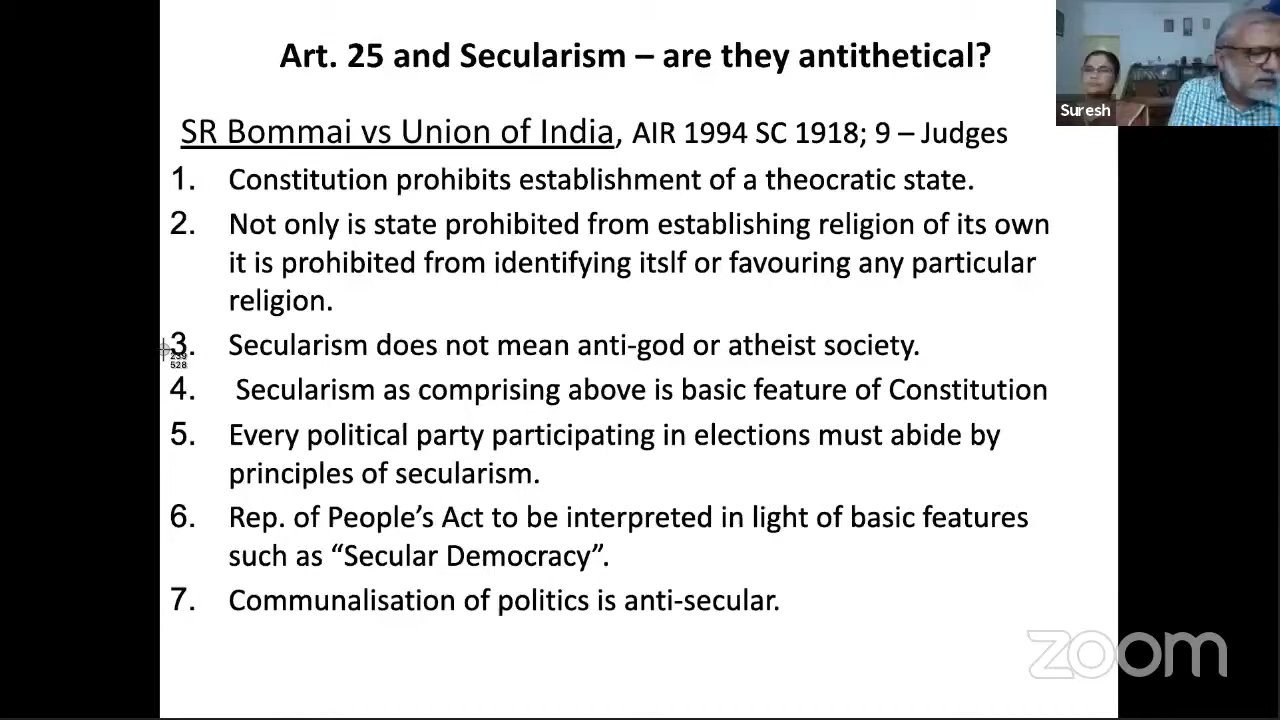 Art. 25 and Secularism – are they antithetical?
Suresh
SR Bommai vs Union of India, AIR 1994 SC 1918; 9 – Judges
1. Constitution prohibits establishment of a theocratic state.
2. Not only is state prohibited from establishing religion of its own
it is prohibited from identifying itslf or favouring any particular
religion.
3. Secularism does not mean anti-god or atheist society.
239
528
4. Secularism as comprising above is basic feature of Constitution
5. Every political party participating in elections must abide by
principles of secularism.
6. Rep. of People’s Act to be interpreted in light of basic features
such as “Secular Democracy”.
7. Communalisation of politics is anti-secular.
zoom